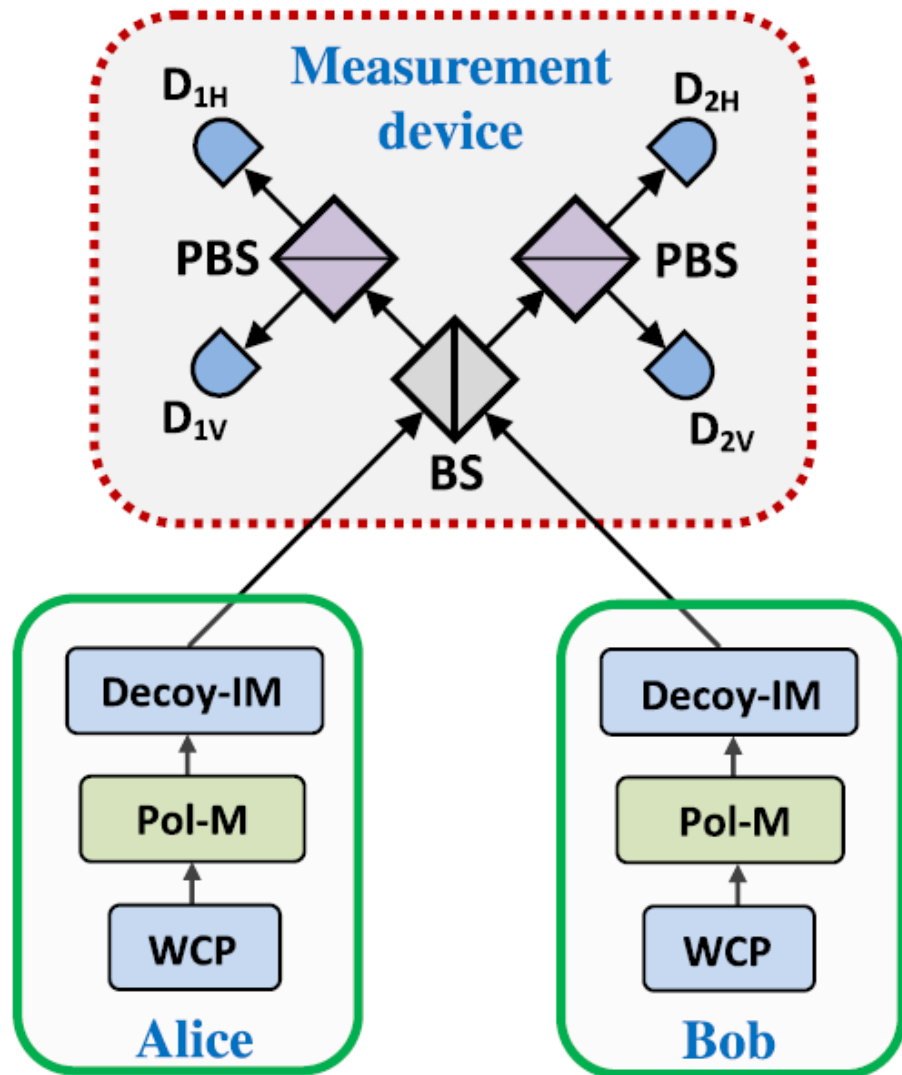 Measurement
device
D1H
D2H
PBS
PBS
D1V
D2V
BS
Decoy-IM
Decoy-IM
Pol-M
Pol-M
WCP
WCP
Alice
Bob